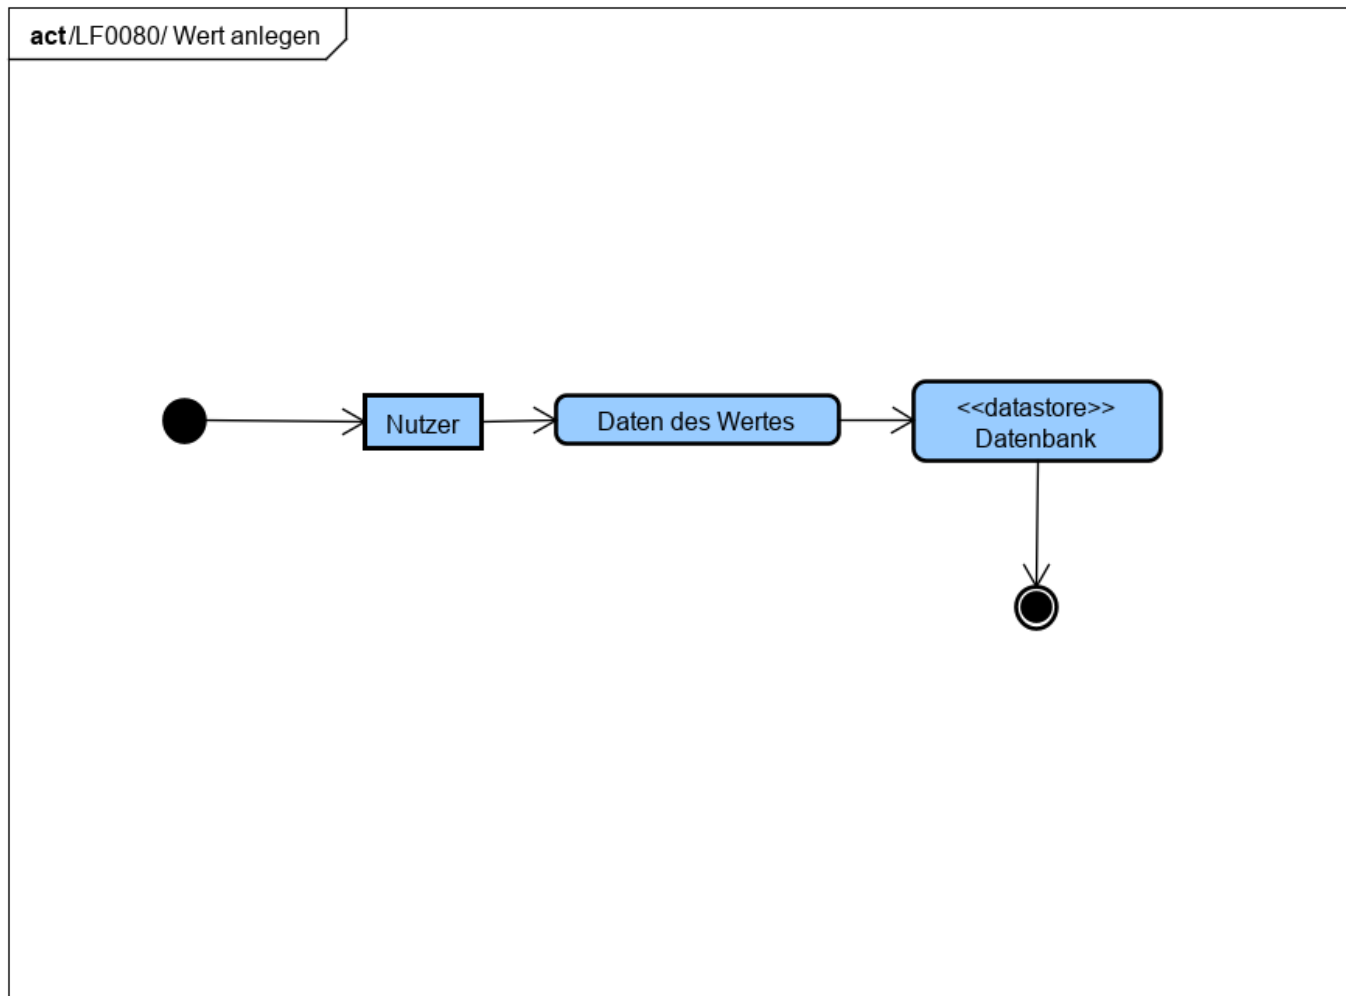 act /LF0080/ Wert anlegen
Nutzer
Daten des Wertes
<<datastore>>
Datenbank